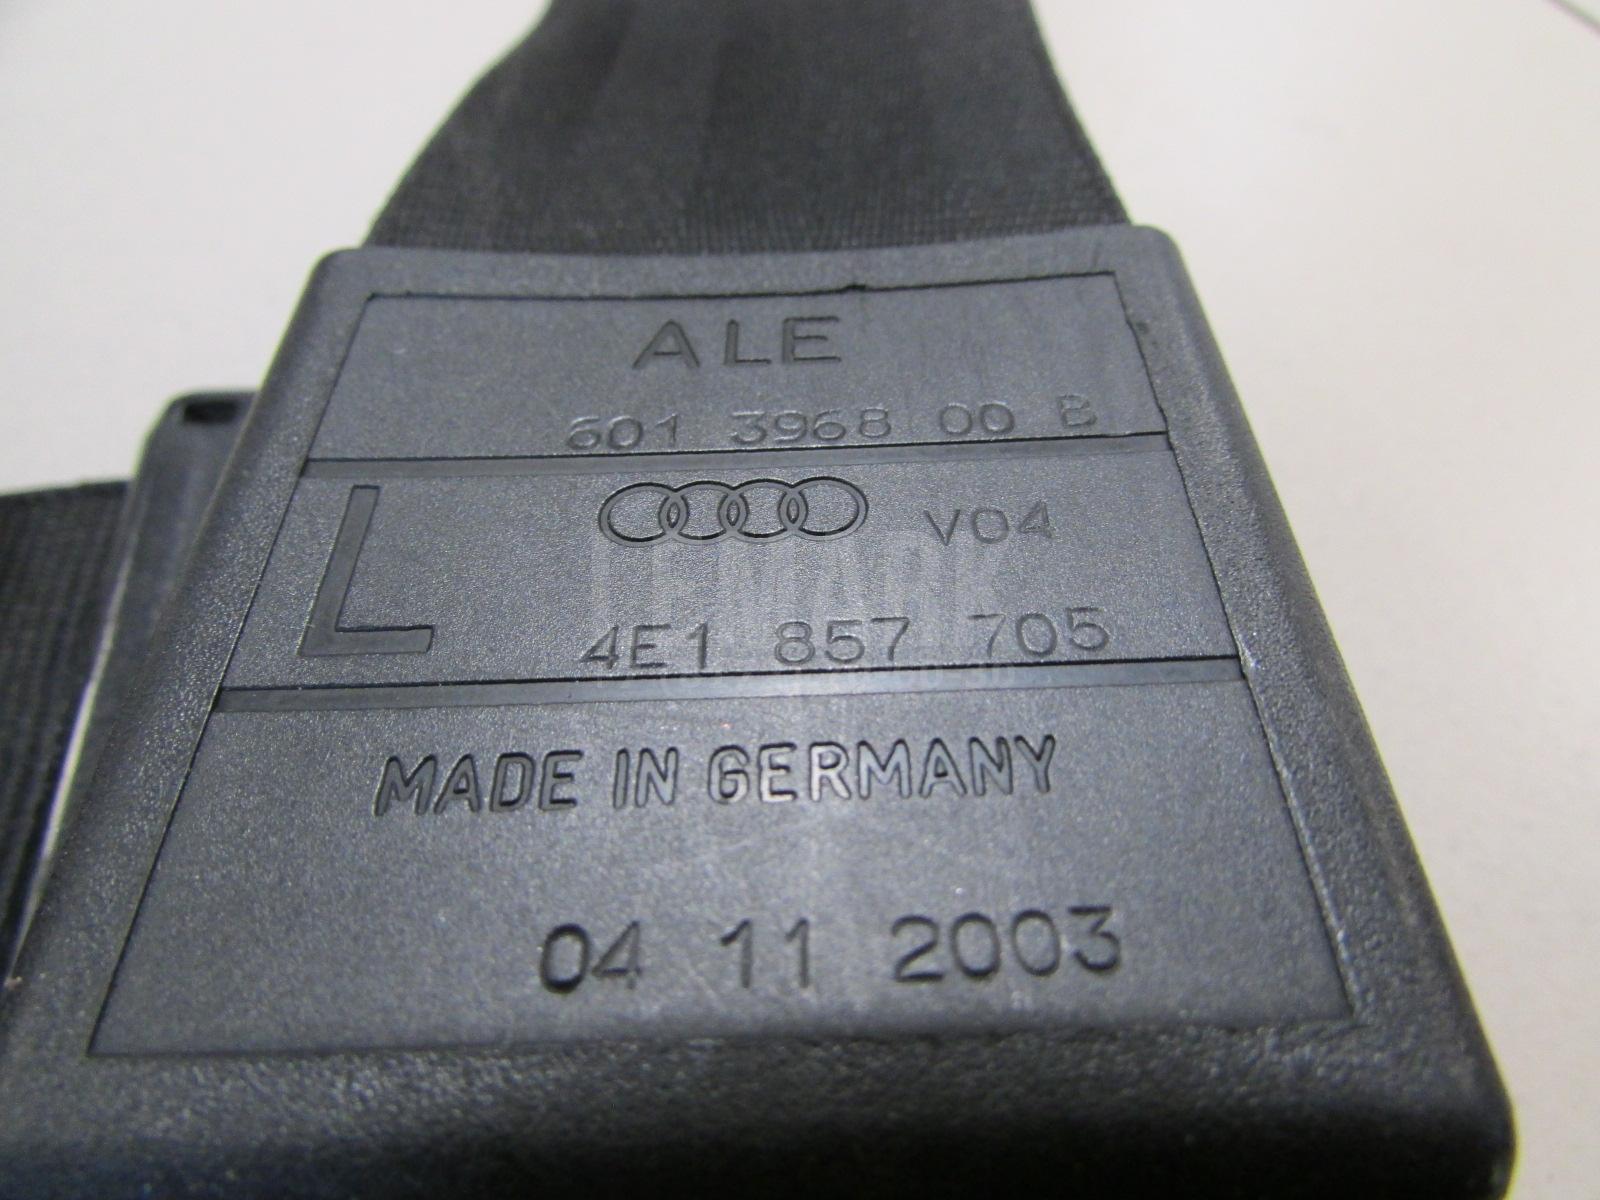 ALE
601 3968 00 B
L
V04
4E1 857 705
MADE IN GERMANY
04 11 2003